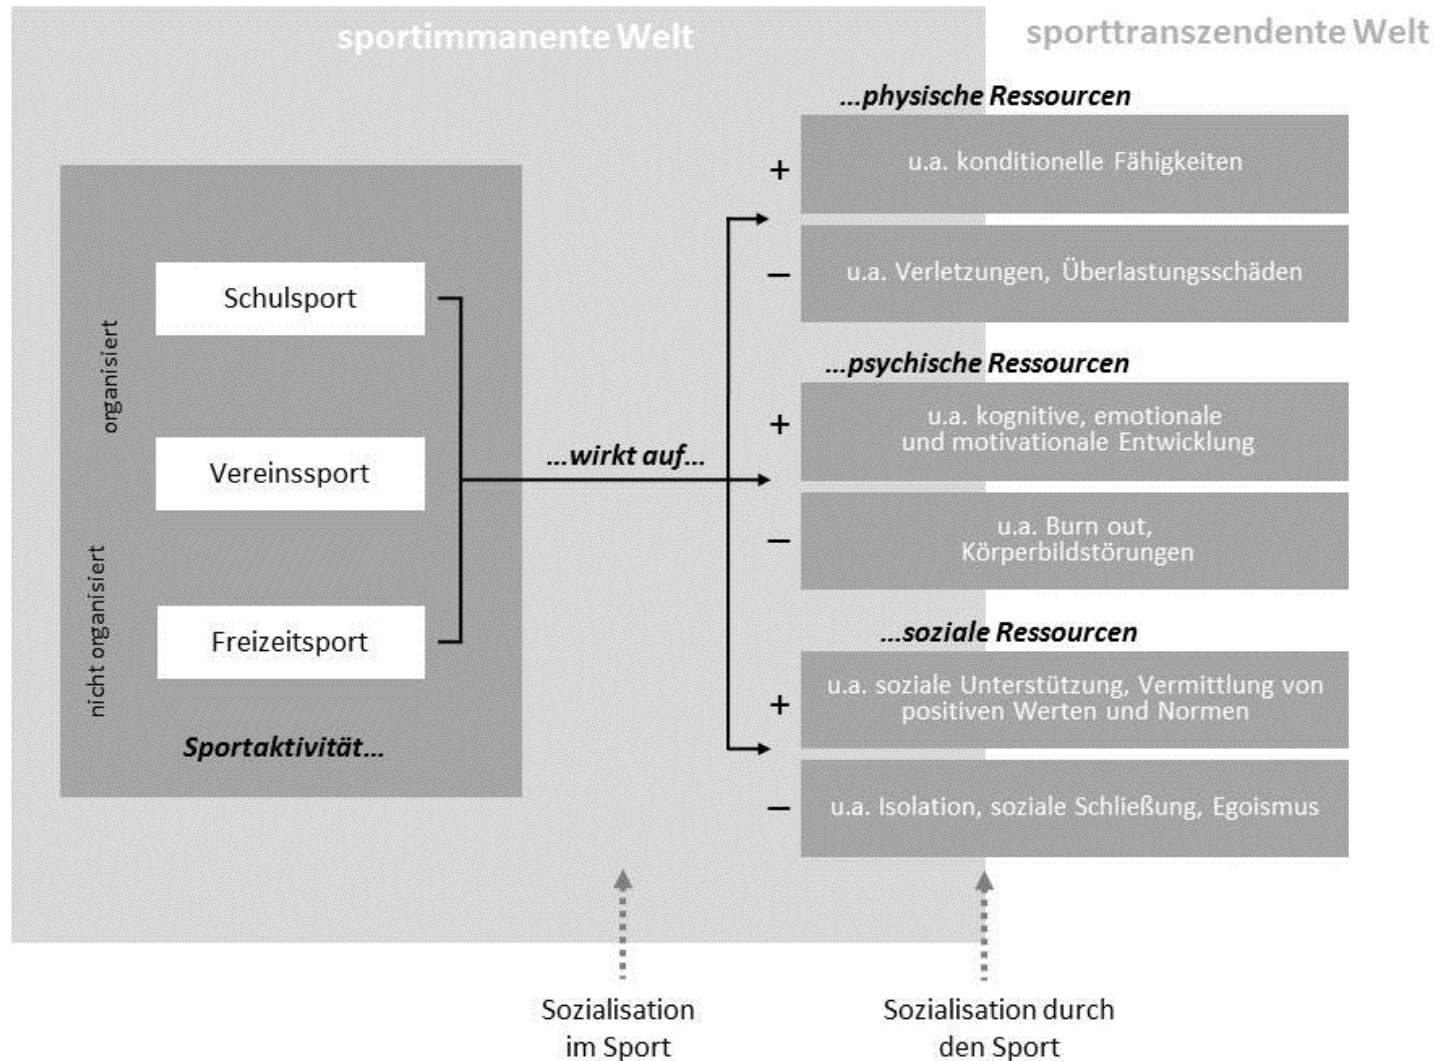 sportimmanente Welt
sporttranszendente Welt
...physische Ressourcen
+
u.a. konditionelle Fähigkeiten
–
u.a. Verletzungen, Überlastungsschäden
organisiert
Schulsport
Vereinssport
nicht organisiert
Freizeitsport
Sportaktivität...
...wirkt auf...
...psychische Ressourcen
+
u.a. kognitive, emotionale
und motivationale Entwicklung
–
u.a. Burn out,
Körperbildstörungen
...soziale Ressourcen
+
u.a. soziale Unterstützung, Vermittlung von
positiven Werten und Normen
–
u.a. Isolation, soziale Schließung, Egoismus
Sozialisation
im Sport
Sozialisation durch
den Sport